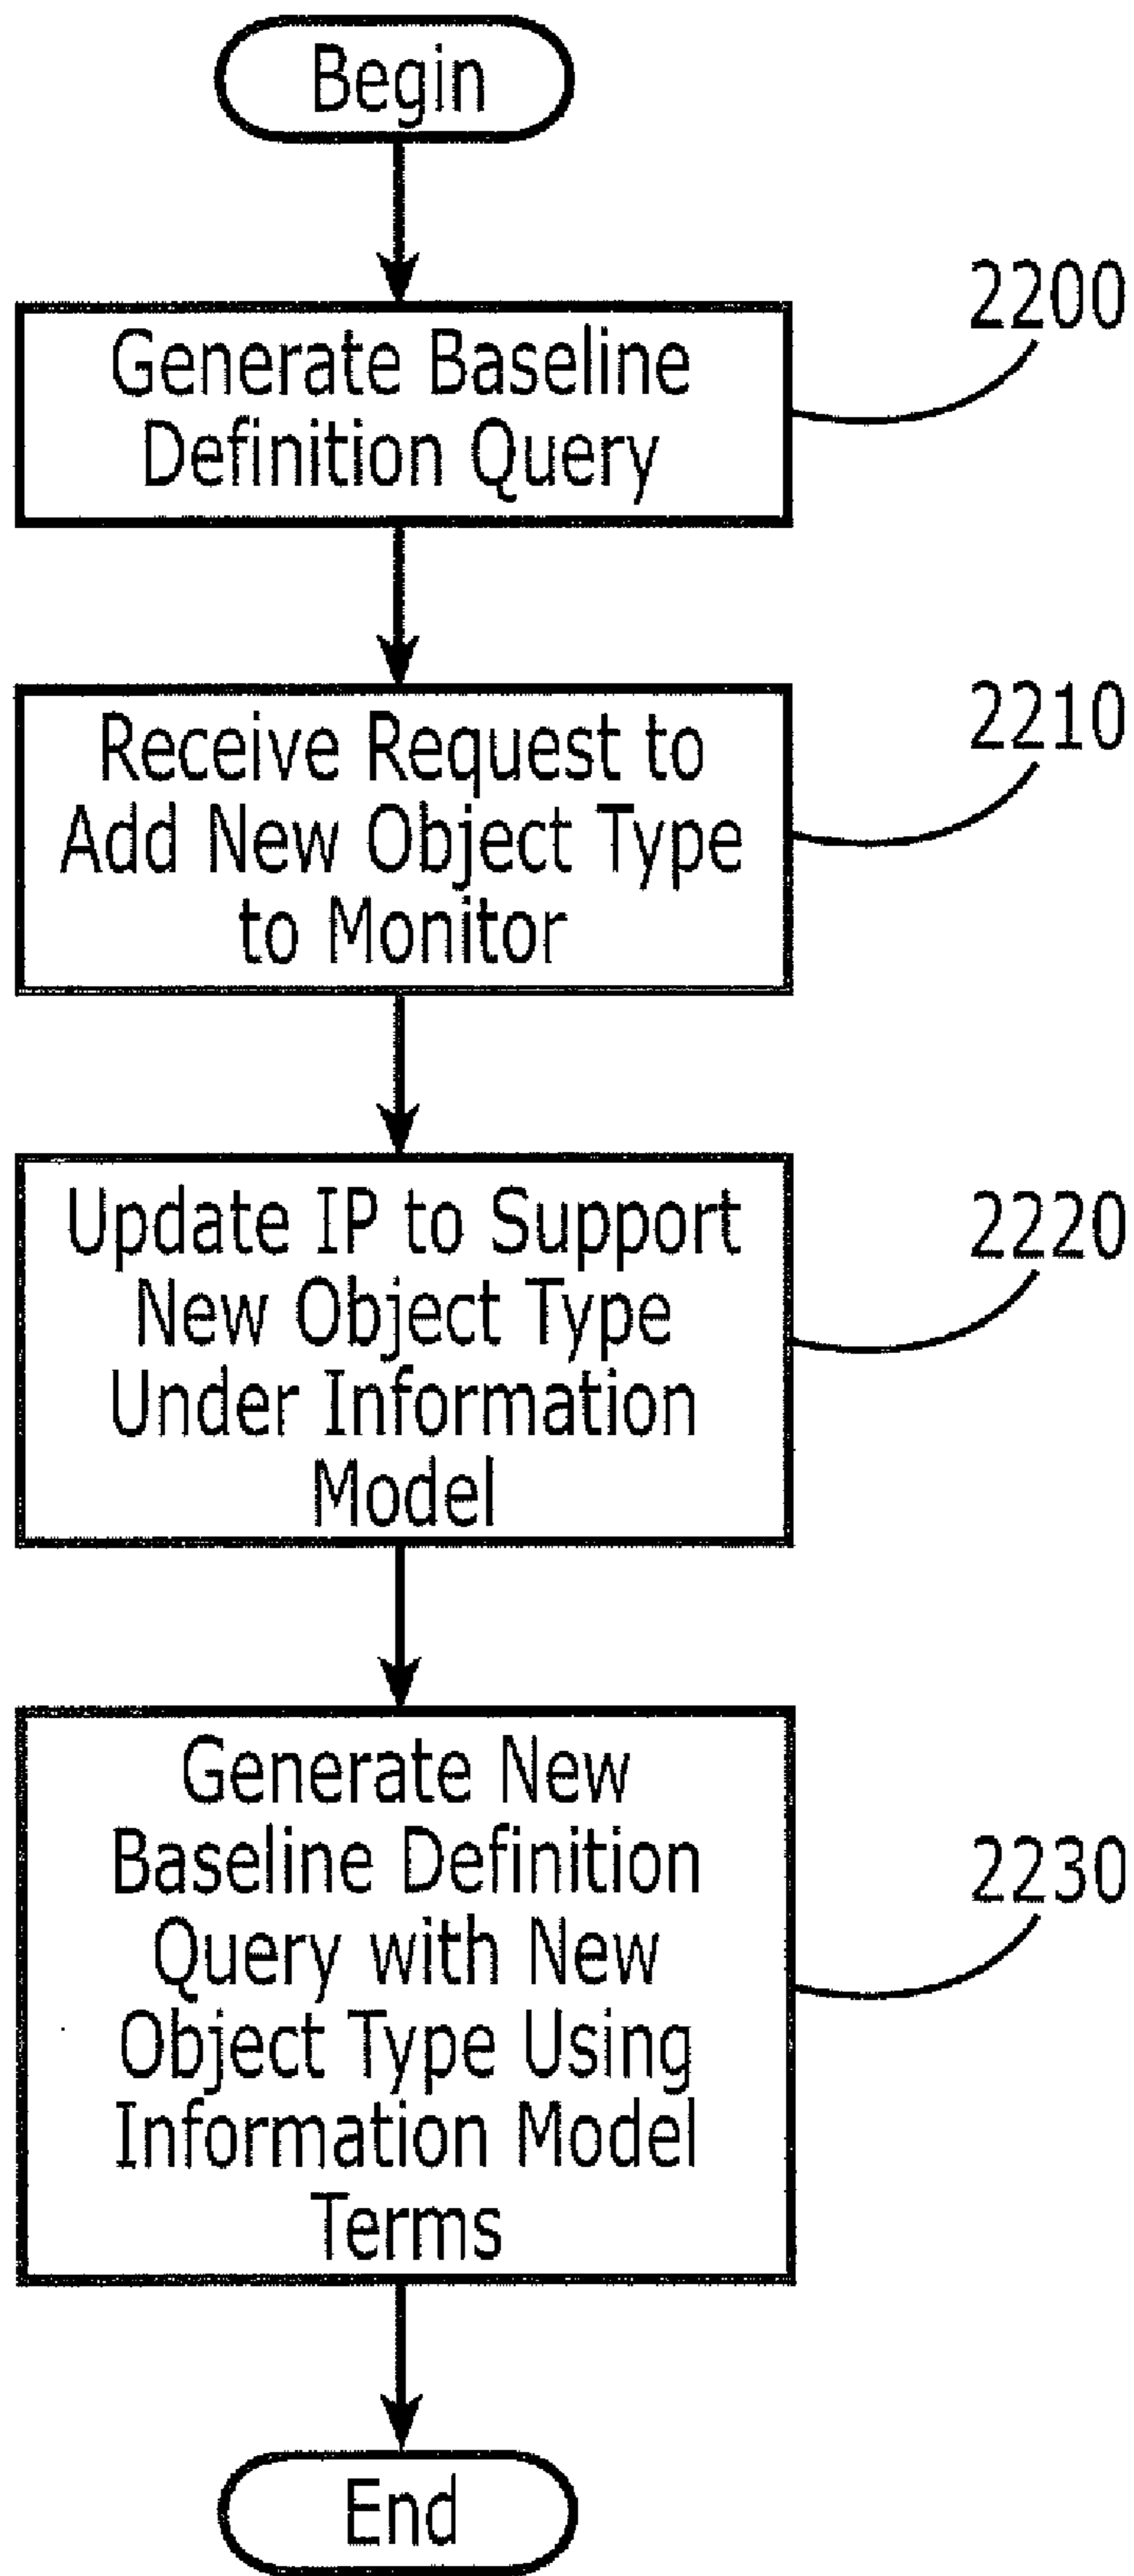 Begin
2200
Generate Baseline
Definition Query
2210
Receive Request to
Add New Object Type
to Monitor
2220
Update IP to Support
New Object Type
Under Information
Model
2230
Generate New
Baseline Definition
Query with New
Object Type Using
Information Model
Terms
End